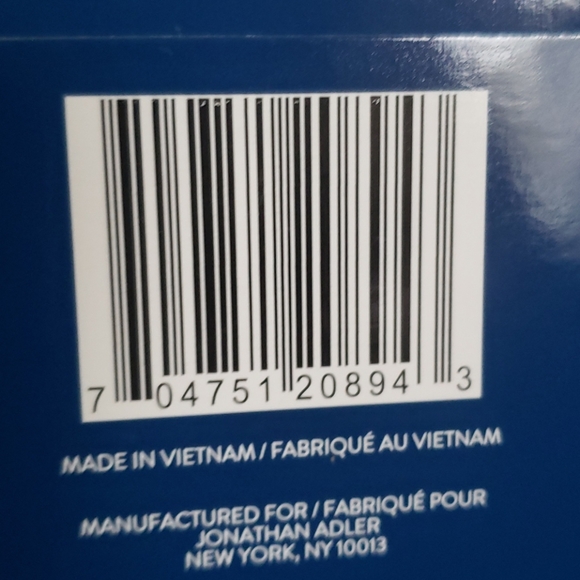 7 04751 20894 3
MADE IN VIETNAM / FABRIQUÉ AU VIETNAM
MANUFACTURED FOR / FABRIQUÉ POUR
JONATHAN ADLER
NEW YORK, NY 10013